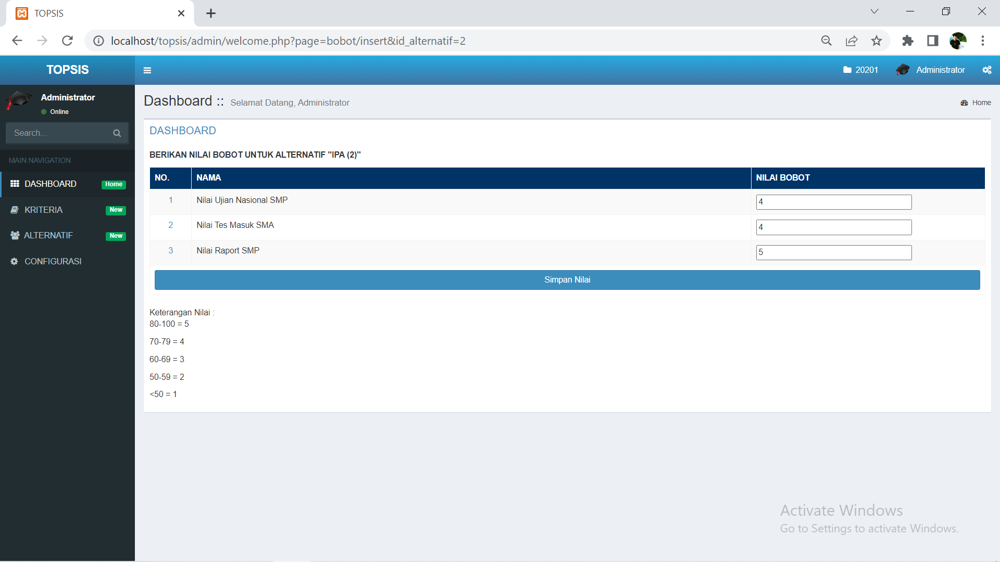 TOPSIS
localhost/topsis/admin/welcome.php?page=bobot/insert&id_alternatif=2
TOPSIS
20201
Administrator
Administrator
Online
Search...
MAIN NAVIGATION
DASHBOARD Home
KRITERIA New
ALTERNATIF New
CONFIGURASI
Dashboard :: Selamat Datang, Administrator
Home
DASHBOARD
BERIKAN NILAI BOBOT UNTUK ALTERNATIF "IPA (2)"
NO. NAMA NILAI BOBOT
1 Nilai Ujian Nasional SMP 4
2 Nilai Tes Masuk SMA 4
3 Nilai Raport SMP 5
Simpan Nilai
Keterangan Nilai :
80-100 = 5
70-79 = 4
60-69 = 3
50-59 = 2
<50 = 1
Activate Windows
Go to Settings to activate Windows.